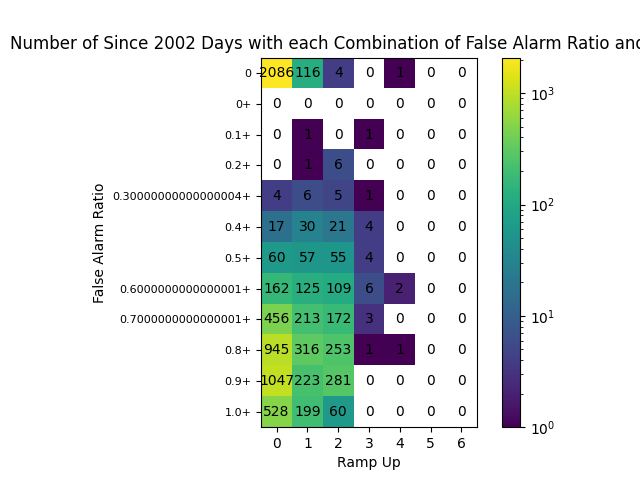 Number of Since 2002 Days with each Combination of False Alarm Ratio and
0 2086 116 4 0 1 0 0
0+ 0 0 0 0 0 0 0
0.1+ 0 1 0 1 0 0 0
0.2+ 0 1 6 0 0 0 0
0.30000000000000004+ 4 6 5 1 0 0 0
0.4+ 17 30 21 4 0 0 0
0.5+ 60 57 55 4 0 0 0
0.6000000000000001+ 162 125 109 6 2 0 0
0.7000000000000001+ 456 213 172 3 0 0 0
0.8+ 945 316 253 1 1 0 0
0.9+ 1047 223 281 0 0 0 0
1.0+ 528 199 60 0 0 0 0
0 1 2 3 4 5 6
Ramp Up
False Alarm Ratio
10³
10²
10¹
10⁰